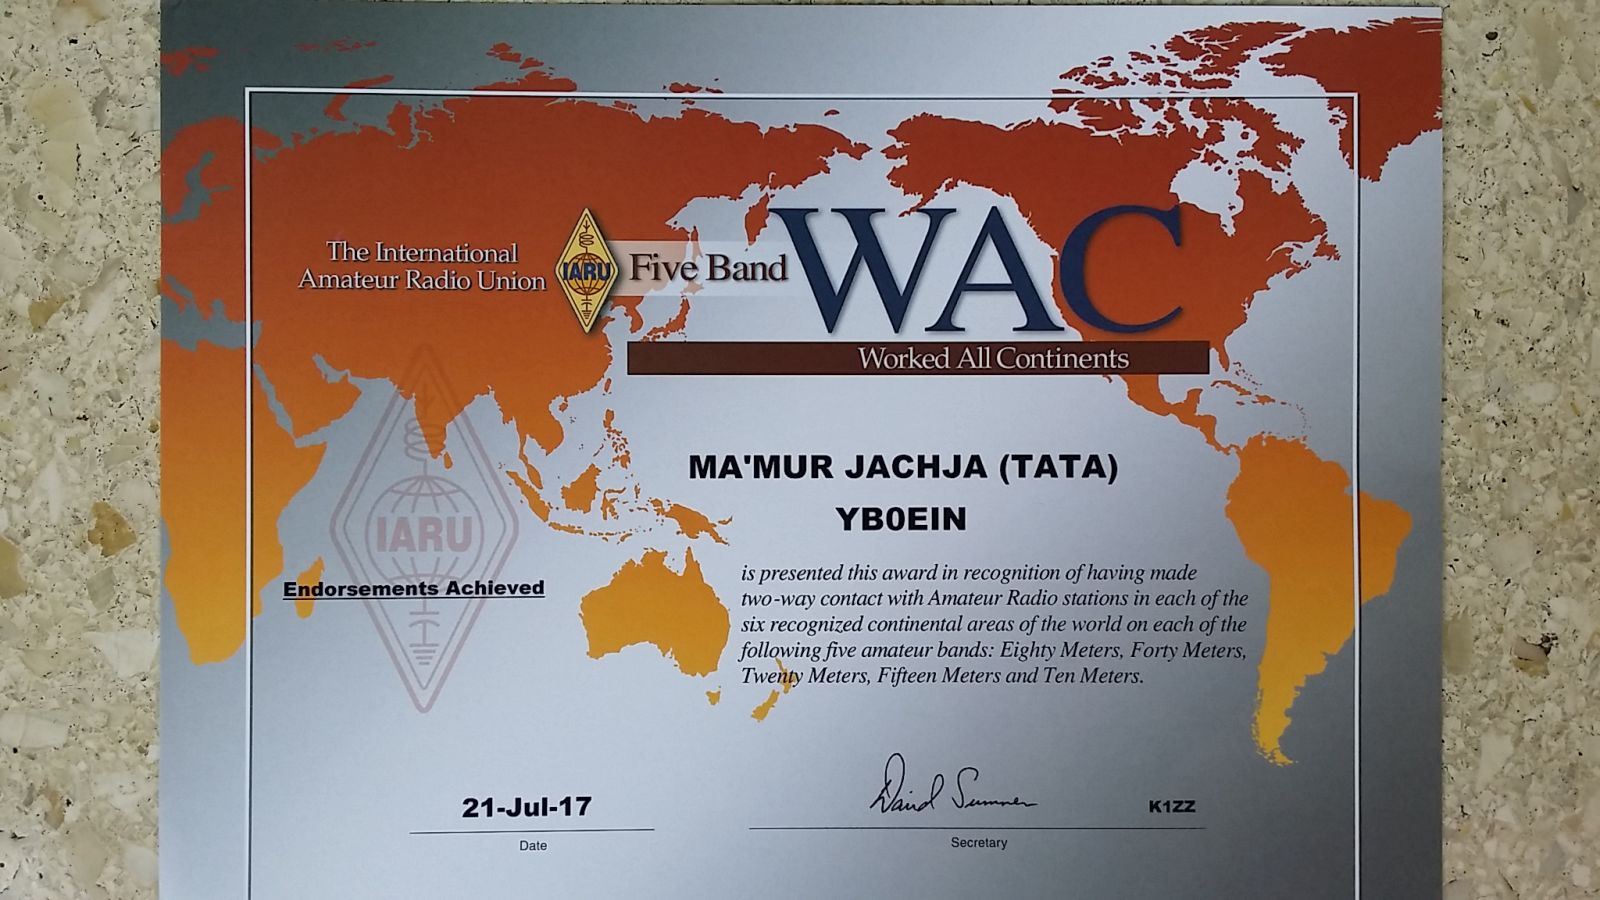 The International
Amateur Radio Union
IARU
Five Band
WAC
Worked All Continents
MA'MUR JACHJA (TATA)
YB0EIN
IARU
Endorsements Achieved
is presented this award in recognition of having made
two-way contact with Amateur Radio stations in each of the
six recognized continental areas of the world on each of the
following five amateur bands: Eighty Meters, Forty Meters,
Twenty Meters, Fifteen Meters and Ten Meters.
21-Jul-17
Date
David Sumner
K1ZZ
Secretary